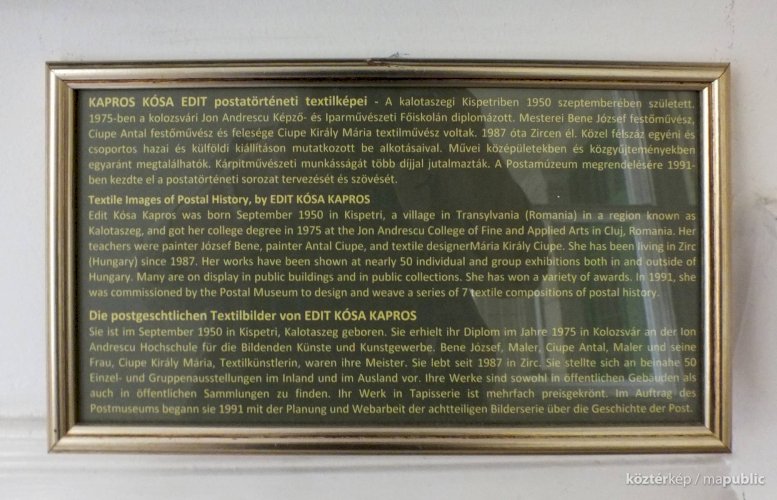 KAPROS KÓSA EDIT postatörténeti textilképei - A kalotaszegi Kispetriben 1950 szeptemberében született.
1975-ben a kolozsvári Jon Andrescu Képző- és Iparművészeti Főiskolán diplomázott. Mesterei Bene József festőművész,
Ciupe Antal festőművész és felesége Ciupe Király Mária textilművész voltak. 1987 óta Zircen él. Közel félszáz egyéni és
csoportos hazai és külföldi kiállításon mutatkozott be alkotásaival. Művei középületekben és közgyűjteményekben
egyaránt megtalálhatók. Kárpitművészeti munkásságát több díjjal jutalmazták. A Postamúzeum megrendelésére 1991-
ben kezdte el a postatörténeti sorozat tervezését és szövését.
Textile Images of Postal History, by EDIT KÓSA KAPROS
Edit Kósa Kapros was born September 1950 in Kispetri, a village in Transylvania (Romania) in a region known as
Kalotaszeg, and got her college degree in 1975 at the Jon Andrescu College of Fine and Applied Arts in Cluj, Romania. Her
teachers were painter József Bene, painter Antal Ciupe, and textile designerMária Király Ciupe. She has been living in Zirc
(Hungary) since 1987. Her works have been shown at nearly 50 individual and group exhibitions both in and outside of
Hungary. Many are on display in public buildings and in public collections. She has won a variety of awards. In 1991, she
was commissioned by the Postal Museum to design and weave a series of 7 textile compositions of postal history.
Die postgeschtlichen Textilbilder von EDIT KÓSA KAPROS
Sie ist im September 1950 in Kispetri, Kalotaszeg geboren. Sie erhielt ihr Diplom im Jahre 1975 in Kolozsvár an der Ion
Andrescu Hochschule für die Bildenden Künste und Kunstgewerbe. Bene József, Maler, Ciupe Antal, Maler und seine
Frau, Ciupe Király Mária, Textilkünstlerin, waren ihre Meister. Sie lebt seit 1987 in Zirc. Sie stellte sich an beinahe 50
Einzel- und Gruppenausstellungen im Inland und im Ausland vor. Ihre Werke sind sowohl in öffentlichen Gebäuden als
auch in öffentlichen Sammlungen zu finden. Ihr Werk in Tapisserie ist mehrfach preisgekrönt. Im Auftrag des
Postmuseums begann sie 1991 mit der Planung und Webarbeit der achtteiligen Bilderserie über die Geschichte der Post.
köztérkép / mapublic